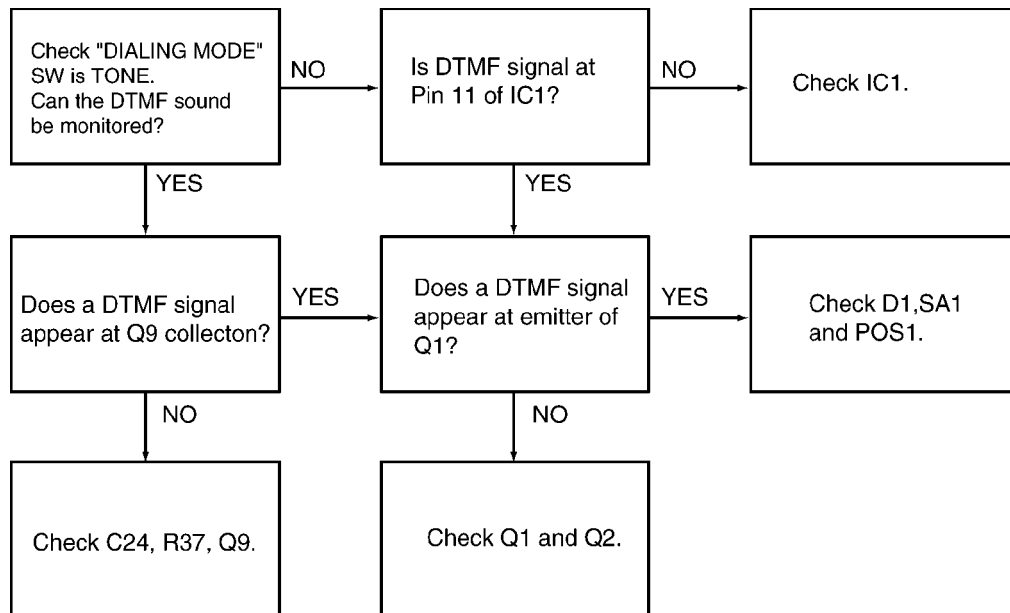 Check "DIALING MODE"
SW is TONE.
Can the DTMF sound
be monitored?
NO
Is DTMF signal at
Pin 11 of IC1?
NO
Check IC1.
YES
YES
Does a DTMF signal
appear at Q9 collecton?
YES
Does a DTMF signal
appear at emitter of
Q1?
YES
Check D1,SA1
and POS1.
NO
NO
Check C24, R37, Q9.
Check Q1 and Q2.